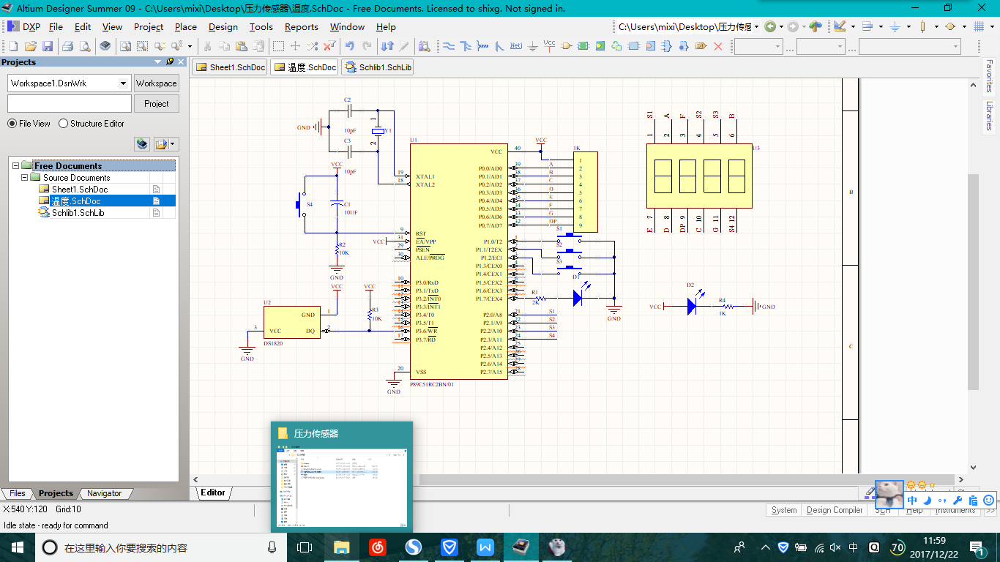 Altium Designer Summer 09 - C:\Users\mixi\Desktop\压力传感器\温度.SchDoc - Free Documents. Licensed to shixg. Not signed in.
DXP File Edit View Project Place Design Tools Reports Window Help
C:\Users\mixi\Desktop\压力传感
Projects
Workspace1.DsnWrk
Workspace
Project
File View
Structure Editor
Free Documents
Source Documents
Sheet1.SchDoc
温度.SchDoc
Schlib1.SchLib
Files
Projects
Navigator
Sheet1.SchDoc
温度.SchDoc
Schlib1.SchLib
Favorites
Libraries
C2
10pF
C3
10pF
GND
1
2
Y1
VCC
S4
C1
10UF
R2
10K
GND
VCC
VCC
VCC
R3
10K
U2
GND
VCC
DQ
1
2
3
DS1820
GND
U1
19 XTAL1
18 XTAL2
9 RST
31 EA/VPP
29 PSEN
30 ALE/PROG
10 P3.0/RxD
11 P3.1/TxD
12 P3.2/INT0
13 P3.3/INT1
14 P3.4/T0
15 P3.5/T1
16 P3.6/WR
17 P3.7/RD
20 VSS
GND
VCC 40
P0.0/AD0 39 A
P0.1/AD1 38 B
P0.2/AD2 37 C
P0.3/AD3 36 D
P0.4/AD4 35 E
P0.5/AD5 34 F
P0.6/AD6 33 G
P0.7/AD7 32 DP
P1.0/T2 1
P1.1/T2EX 2
P1.2/ECI 3
P1.3/CEX0
P1.4/CEX1
P1.5/CEX2
P1.6/CEX3
P1.7/CEX4 8
P2.0/A8 21 S1
P2.1/A9 22 S2
P2.2/A10 23 S3
P2.3/A11 24 S4
P2.4/A12 25
P2.5/A13
P2.6/A14
P2.7/A15
P89C51RC2BN/01
VCC
1K
1
2
3
4
5
6
7
8
9
S1
S2
S3
D1
R1
2K
GND
S1 A F S2 S3 B
1 2 3 4 5 6
U3
7 8 9 10 11 12
E D DP C G S4
D2
VCC
R4
1K
GND
B
C
压力传感器
Editor
X:540 Y:120 Grid:10
Idle state - ready for command
System
Design Compiler
SCH
Help
Instruments
>>
中
在这里输入你要搜索的内容
中
70
11:59
2017/12/22
1